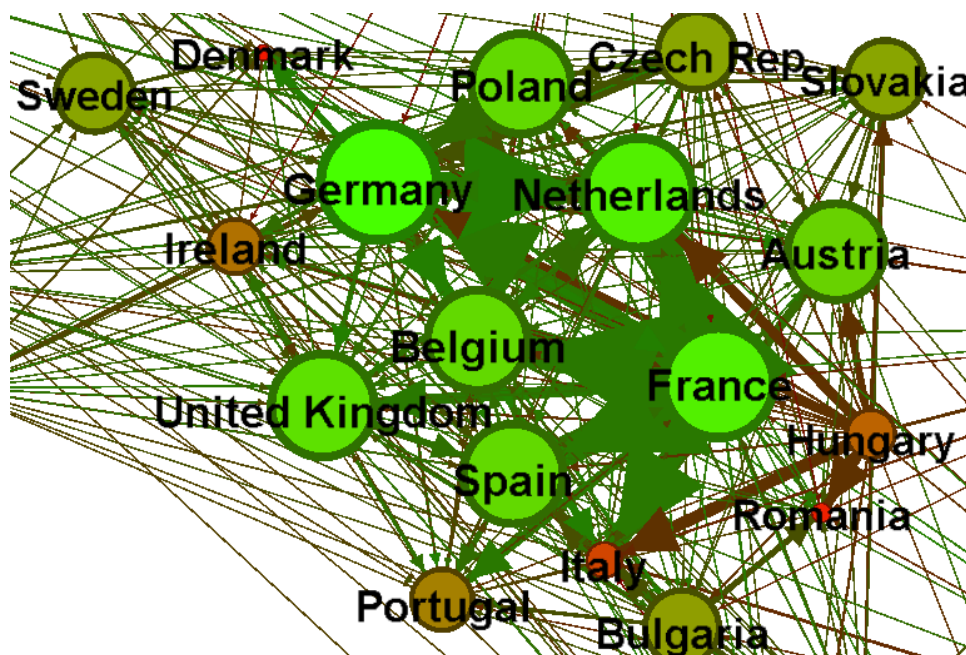 Denmark
Sweden
Poland
Czech Rep
Slovakia
Germany
Netherlands
Ireland
Austria
Belgium
United Kingdom
France
Hungary
Spain
Romania
Italy
Portugal
Bulgaria